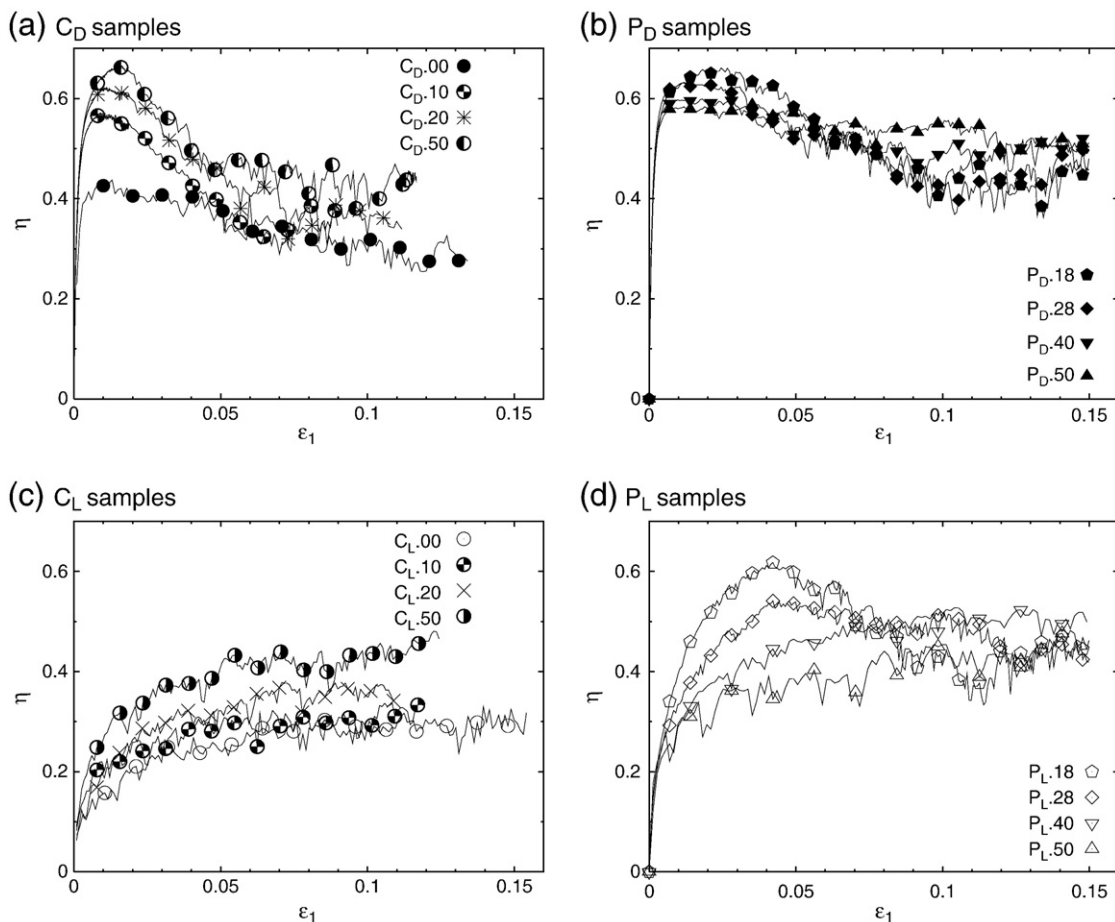 (a) C_D samples
η
0.6
0.4
0.2
0
0 0.05 0.1 0.15
ε₁
C_D.00
C_D.10
C_D.20
C_D.50
(b) P_D samples
η
0.6
0.4
0.2
0
0 0.05 0.1 0.15
ε₁
P_D.18
P_D.28
P_D.40
P_D.50
(c) C_L samples
η
0.6
0.4
0.2
0
0 0.05 0.1 0.15
ε₁
C_L.00
C_L.10
C_L.20
C_L.50
(d) P_L samples
η
0.6
0.4
0.2
0
0 0.05 0.1 0.15
ε₁
P_L.18
P_L.28
P_L.40
P_L.50